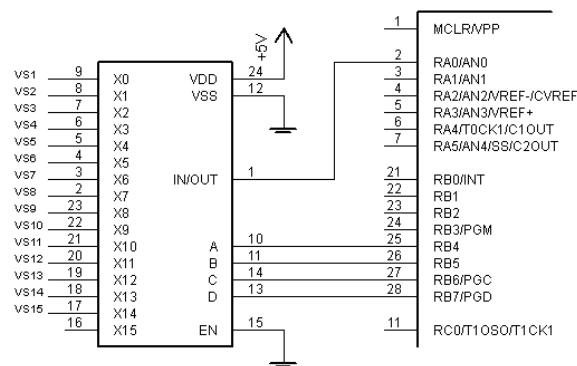 VS1 9 X0 VDD 24 +5V
VS2 8 X1 VSS 12
VS3 7 X2
VS4 6 X3
VS5 5 X4
VS6 4 X5
VS7 3 X6 IN/OUT 1
VS8 2 X7
VS9 23 X8
VS10 22 X9
VS11 21 X10 A 10
VS12 20 X11 B 11
VS13 19 X12 C 14
VS14 18 X13 D 13
VS15 17 X14
16 X15 EN 15
1 MCLR/VPP
2 RA0/AN0
3 RA1/AN1
4 RA2/AN2/VREF-/CVREF
5 RA3/AN3/VREF+
6 RA4/T0CK1/C1OUT
7 RA5/AN4/SS/C2OUT
21 RB0/INT
22 RB1
23 RB2
24 RB3/PGM
25 RB4
26 RB5
27 RB6/PGC
28 RB7/PGD
11 RC0/T1OSO/T1CK1